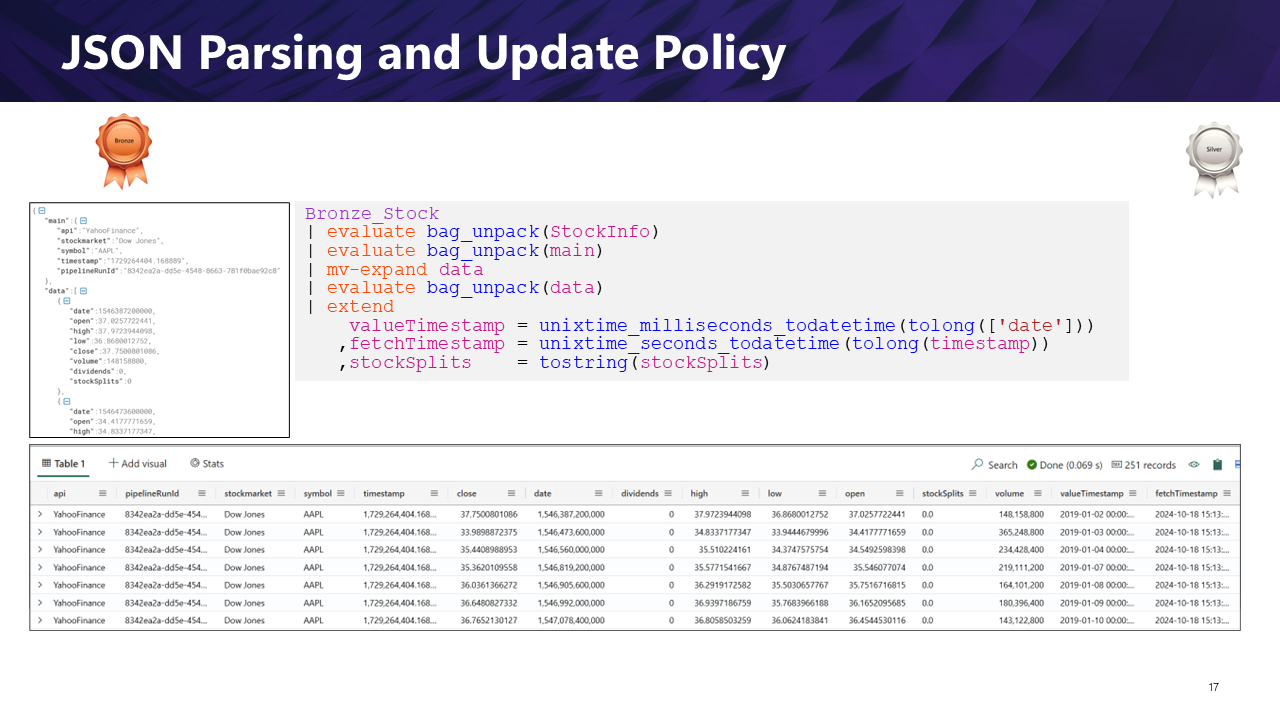 JSON Parsing and Update Policy
Bronze
Silver
{
"main":{
"api":"YahooFinance",
"stockmarket":"Dow Jones",
"symbol":"AAPL",
"timestamp":"1729264404.168889",
"pipelineRunId":"8342ea2a-dd5e-4548-8663-781f0bae92c8"
},
"data":[
{
"date":1546387200000,
"open":37.0257722441,
"high":37.9723944098,
"low":36.8680012752,
"close":37.7500801086,
"volume":148158800,
"dividends":0,
"stockSplits":0
},
{
"date":1546473600000,
"open":34.4177771659,
"high":34.8337177347,
Bronze_Stock
| evaluate bag_unpack(StockInfo)
| evaluate bag_unpack(main)
| mv-expand data
| evaluate bag_unpack(data)
| extend
valueTimestamp = unixtime_milliseconds_todatetime(tolong(['date']))
,fetchTimestamp = unixtime_seconds_todatetime(tolong(timestamp))
,stockSplits = tostring(stockSplits)
Table 1 Add visual Stats Search Done (0.069 s) 251 records
api pipelineRunId stockmarket symbol timestamp close date dividends high low open stockSplits volume valueTimestamp fetchTimestamp
YahooFinance 8342ea2a-dd5e-454... Dow Jones AAPL 1,729,264,404.168... 37.7500801086 1,546,387,200,000 0 37.9723944098 36.8680012752 37.0257722441 0.0 148,158,800 2019-01-02 00:00:... 2024-10-18 15:13:...
YahooFinance 8342ea2a-dd5e-454... Dow Jones AAPL 1,729,264,404.168... 33.9898872375 1,546,473,600,000 0 34.8337177347 33.9444679996 34.4177771659 0.0 365,248,800 2019-01-03 00:00:... 2024-10-18 15:13:...
YahooFinance 8342ea2a-dd5e-454... Dow Jones AAPL 1,729,264,404.168... 35.4408988953 1,546,560,000,000 0 35.510224161 34.3747575754 34.5492598398 0.0 234,428,400 2019-01-04 00:00:... 2024-10-18 15:13:...
YahooFinance 8342ea2a-dd5e-454... Dow Jones AAPL 1,729,264,404.168... 35.3620109558 1,546,819,200,000 0 35.5771541667 34.8767487194 35.546077074 0.0 219,111,200 2019-01-07 00:00:... 2024-10-18 15:13:...
YahooFinance 8342ea2a-dd5e-454... Dow Jones AAPL 1,729,264,404.168... 36.0361366272 1,546,905,600,000 0 36.2919172582 35.5030657767 35.7516716815 0.0 164,101,200 2019-01-08 00:00:... 2024-10-18 15:13:...
YahooFinance 8342ea2a-dd5e-454... Dow Jones AAPL 1,729,264,404.168... 36.6480827332 1,546,992,000,000 0 36.9397186759 35.7683966188 36.1652095685 0.0 180,396,400 2019-01-09 00:00:... 2024-10-18 15:13:...
YahooFinance 8342ea2a-dd5e-454... Dow Jones AAPL 1,729,264,404.168... 36.7652130127 1,547,078,400,000 0 36.8058503259 36.0624183841 36.4544530116 0.0 143,122,800 2019-01-10 00:00:... 2024-10-18 15:13:...
17